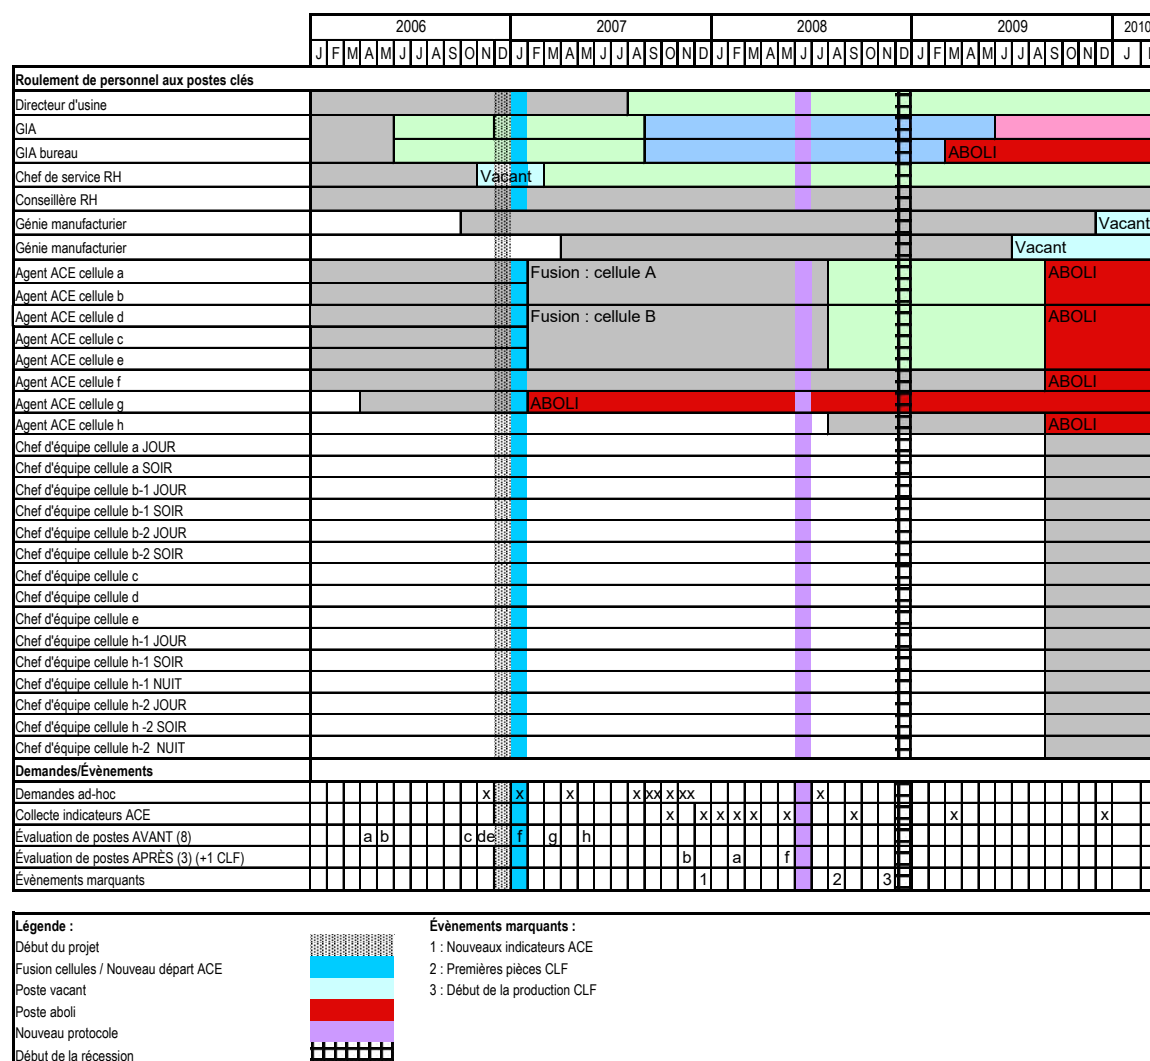 2006 2007 2008 2009 2010
J F M A M J J A S O N D J F M A M J J A S O N D J F M A M J J A S O N D J F M A M J J A S O N D J
Roulement de personnel aux postes clés
Directeur d'usine
GIA
GIA bureau ABOLI
Chef de service RH Vacant
Conseillère RH
Génie manufacturier Vacant
Génie manufacturier Vacant
Agent ACE cellule a Fusion : cellule A ABOLI
Agent ACE cellule b
Agent ACE cellule d Fusion : cellule B ABOLI
Agent ACE cellule c
Agent ACE cellule e
Agent ACE cellule f ABOLI
Agent ACE cellule g ABOLI
Agent ACE cellule h ABOLI
Chef d'équipe cellule a JOUR
Chef d'équipe cellule a SOIR
Chef d'équipe cellule b-1 JOUR
Chef d'équipe cellule b-1 SOIR
Chef d'équipe cellule b-2 JOUR
Chef d'équipe cellule b-2 SOIR
Chef d'équipe cellule c
Chef d'équipe cellule d
Chef d'équipe cellule e
Chef d'équipe cellule h-1 JOUR
Chef d'équipe cellule h-1 SOIR
Chef d'équipe cellule h-1 NUIT
Chef d'équipe cellule h-2 JOUR
Chef d'équipe cellule h -2 SOIR
Chef d'équipe cellule h-2 NUIT
Demandes/Évènements
Demandes ad-hoc x x x x xx x xx x
Collecte indicateurs ACE x x x x x x x x x
Évaluation de postes AVANT (8) a b c de f g h
Évaluation de postes APRÈS (3) (+1 CLF) b a f
Évènements marquants 1 2 3
Légende : Évènements marquants :
Début du projet 1 : Nouveaux indicateurs ACE
Fusion cellules / Nouveau départ ACE 2 : Premières pièces CLF
Poste vacant 3 : Début de la production CLF
Poste aboli
Nouveau protocole
Début de la récession